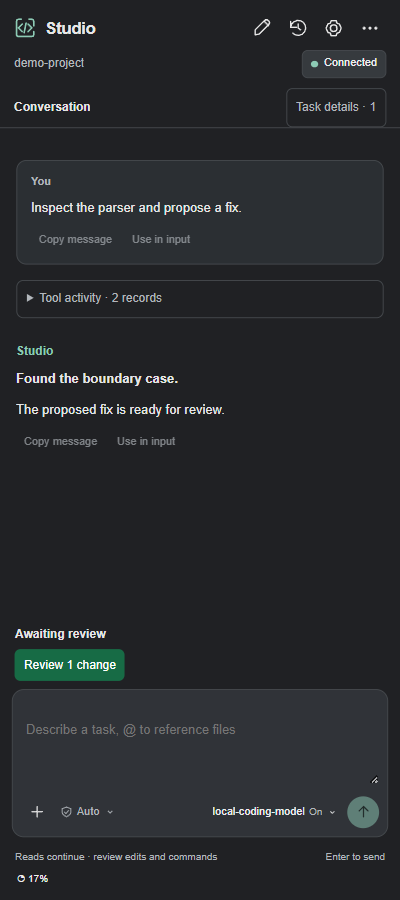 Studio
demo-project
Connected
Conversation
Task details · 1
You
Inspect the parser and propose a fix.
Copy message
Use in input
Tool activity · 2 records
Studio
Found the boundary case.
The proposed fix is ready for review.
Copy message
Use in input
Awaiting review
Review 1 change
Describe a task, @ to reference files
Auto
local-coding-model On
Reads continue · review edits and commands
Enter to send
17%